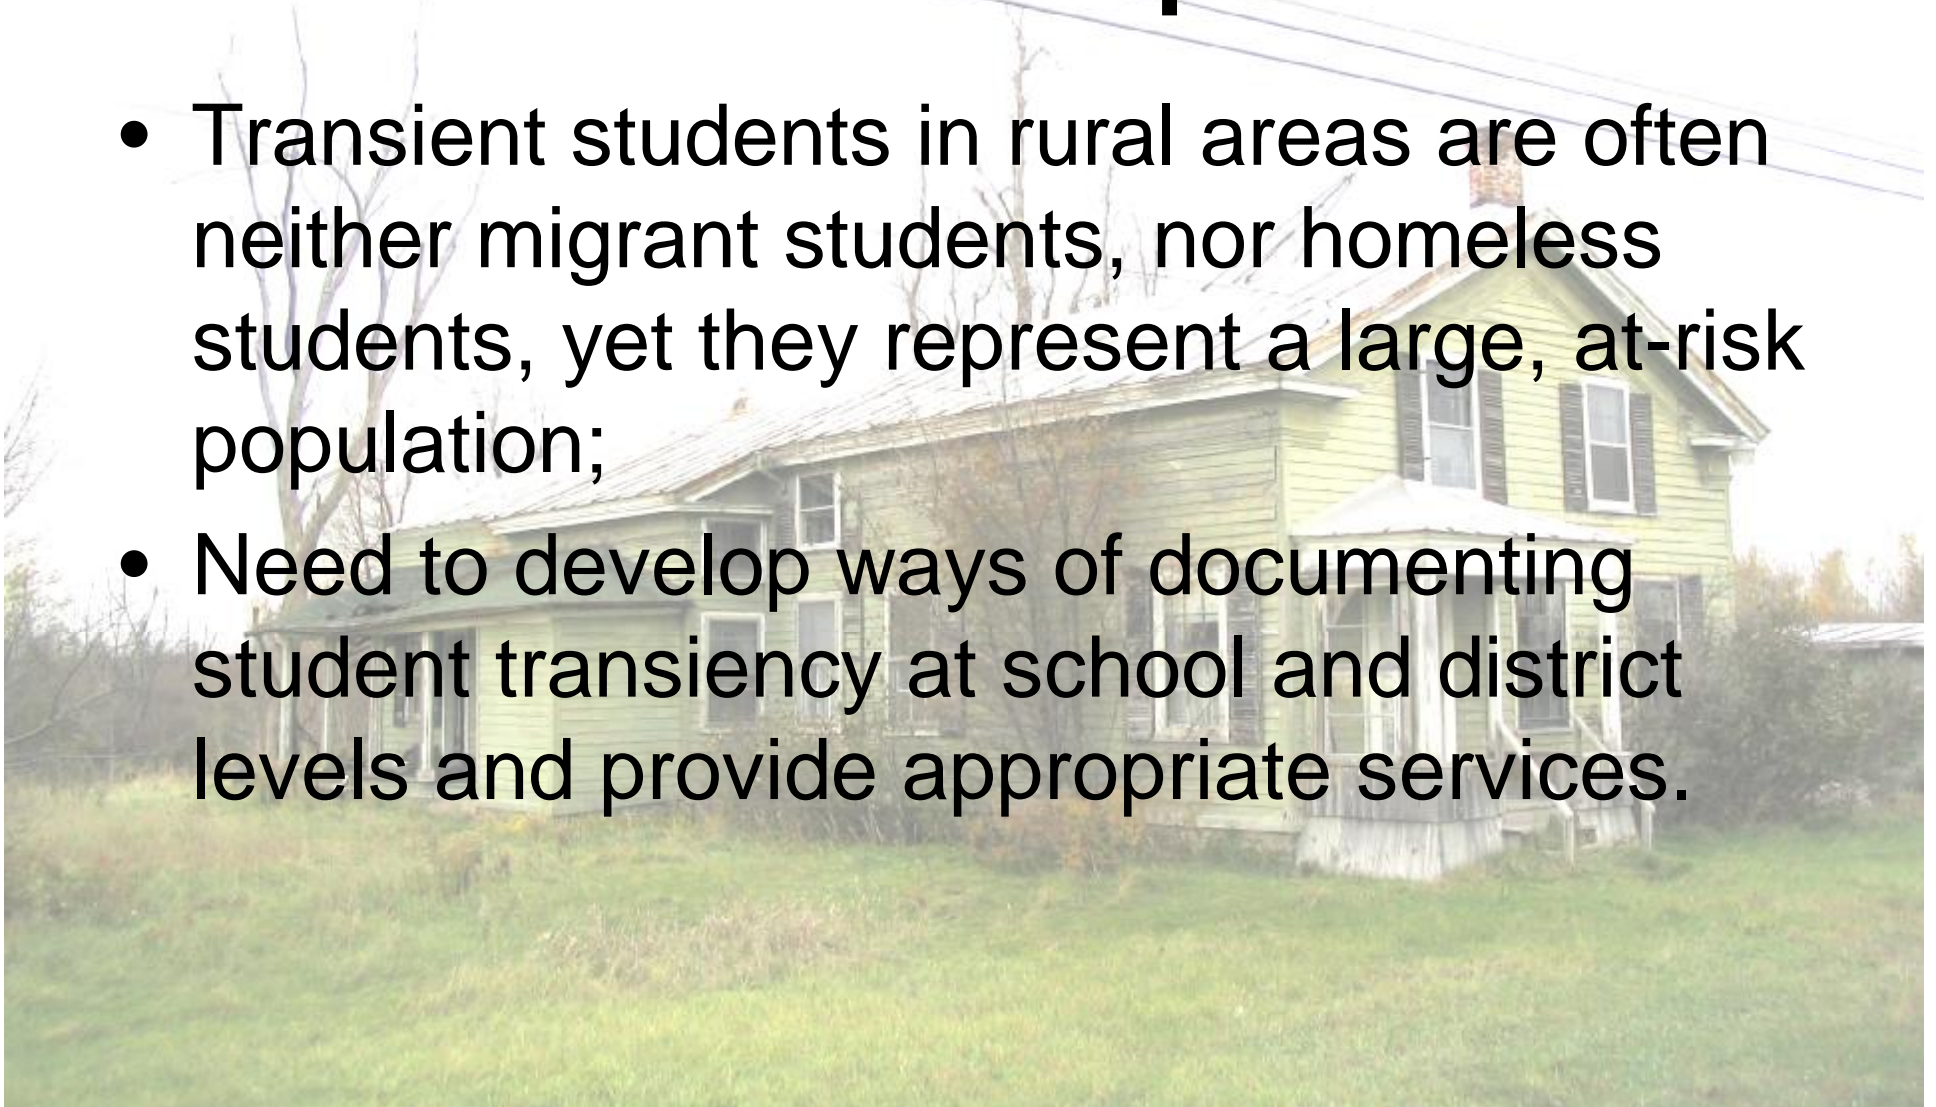 • Transient students in rural areas are often
neither migrant students, nor homeless
students, yet they represent a large, at-risk
population;
• Need to develop ways of documenting
student transiency at school and district
levels and provide appropriate services.